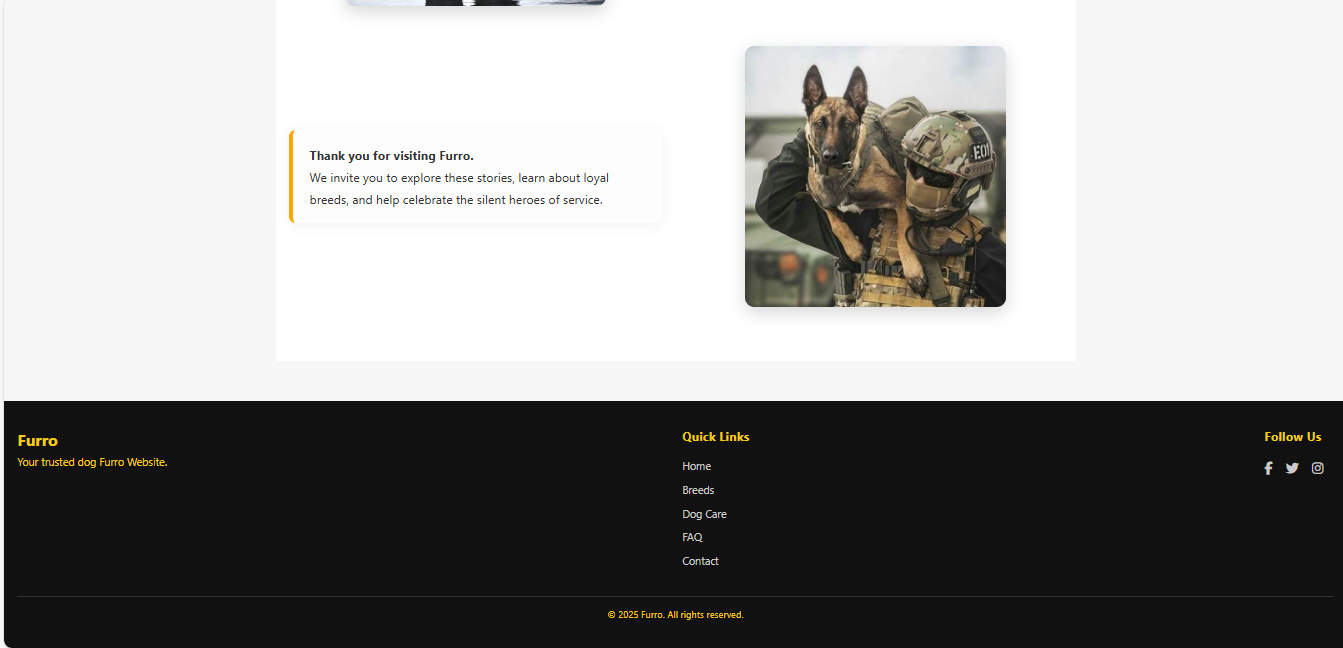 Thank you for visiting Furro.
We invite you to explore these stories, learn about loyal
breeds, and help celebrate the silent heroes of service.
E01
Furro
Your trusted dog Furro Website.
Quick Links
Home
Breeds
Dog Care
FAQ
Contact
Follow Us
© 2025 Furro. All rights reserved.